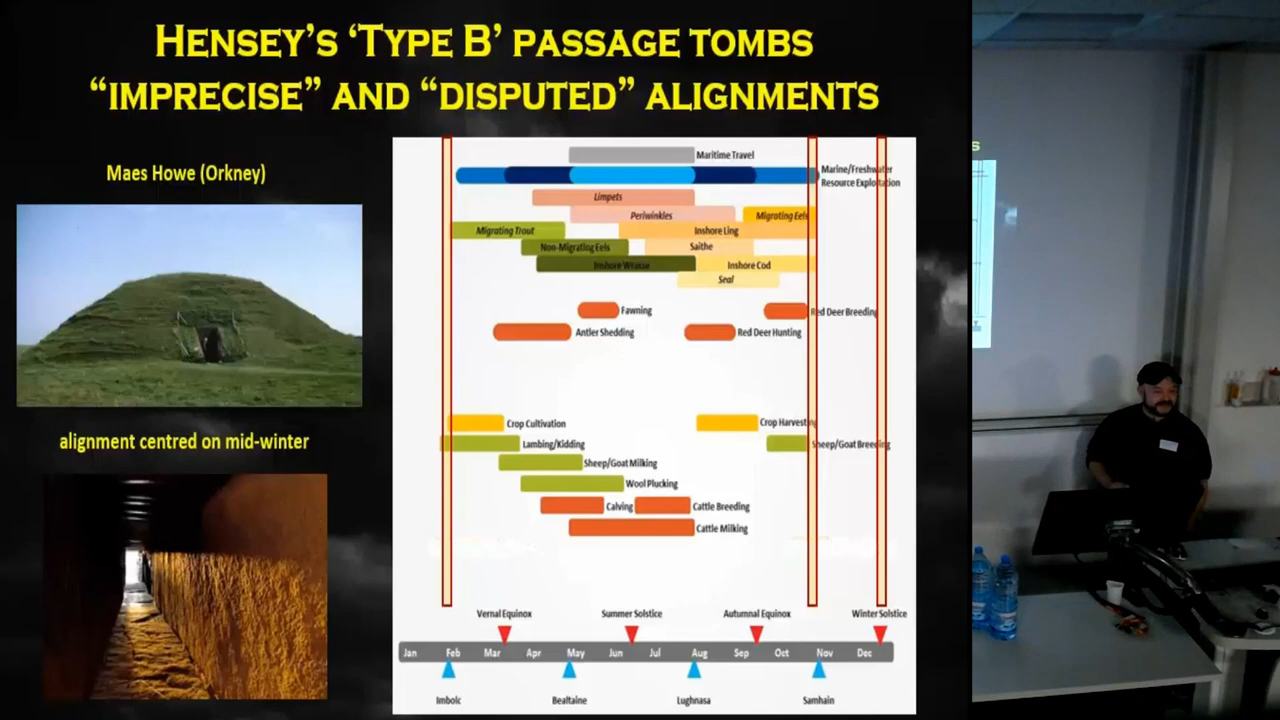 HENSEY'S 'TYPE B' PASSAGE TOMBS
"IMPRECISE" AND "DISPUTED" ALIGNMENTS
Maes Howe (Orkney)
alignment centred on mid-winter
Maritime Travel
Marine/Freshwater
Resource Exploitation
Limpets
Periwinkles
Migrating Eels
Migrating Trout
Inshore Ling
Non-Migrating Eels
Saithe
Inshore Wrasse
Inshore Cod
Seal
Fawning
Red Deer Breeding
Antler Shedding
Red Deer Hunting
Crop Cultivation
Crop Harvesting
Lambing/Kidding
Sheep/Goat Breeding
Sheep/Goat Milking
Wool Plucking
Calving
Cattle Breeding
Cattle Milking
Vernal Equinox
Summer Solstice
Autumnal Equinox
Winter Solstice
Jan Feb Mar Apr May Jun Jul Aug Sep Oct Nov Dec
Imbolc
Bealtaine
Lughnasa
Samhain
s